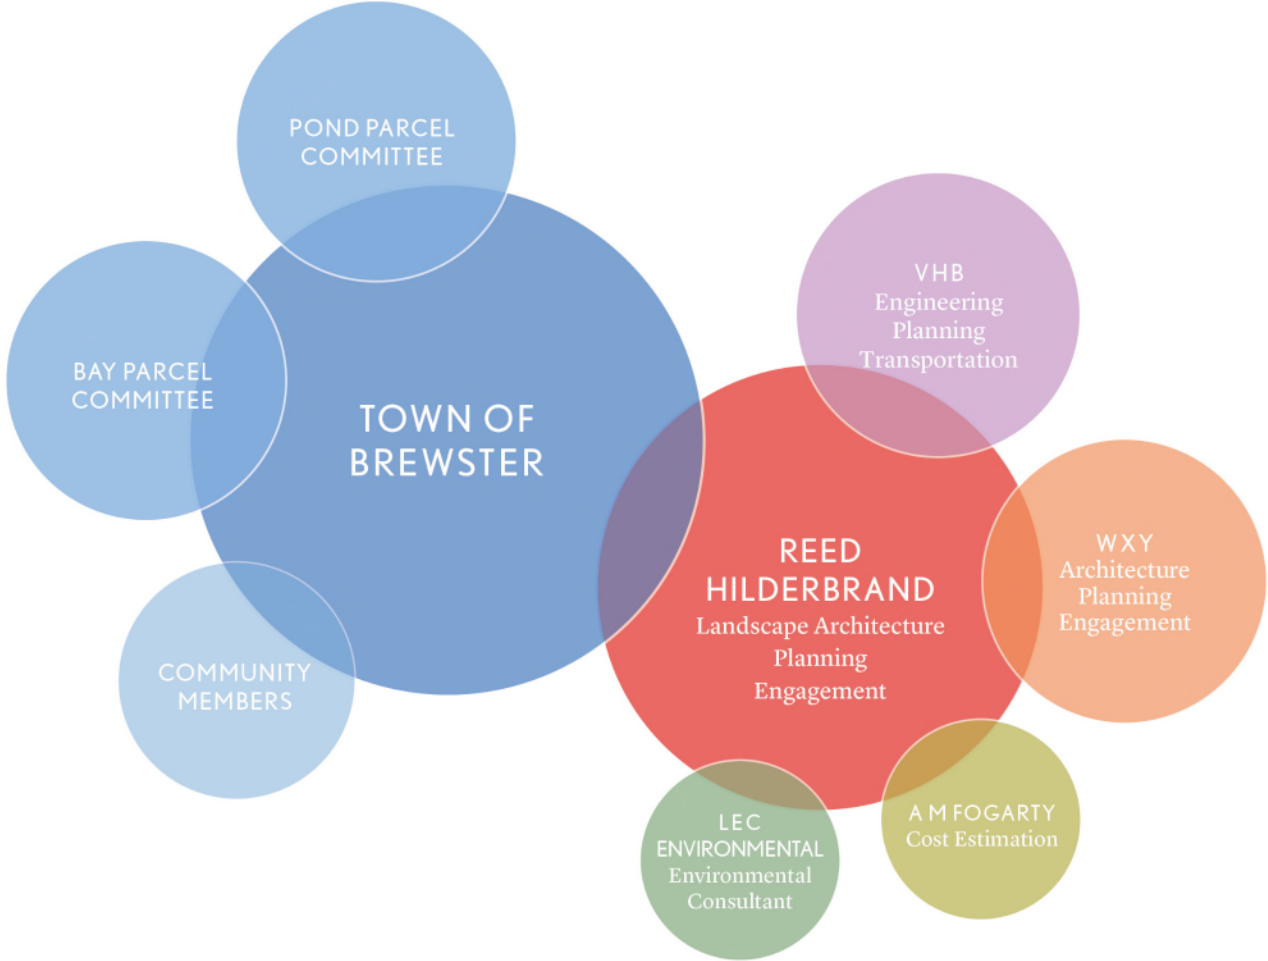 POND PARCEL
COMMITTEE
BAY PARCEL
COMMITTEE
TOWN OF
BREWSTER
COMMUNITY
MEMBERS
VHB
Engineering
Planning
Transportation
REED
HILDERBRAND
Landscape Architecture
Planning
Engagement
WXY
Architecture
Planning
Engagement
LEC
ENVIRONMENTAL
Environmental
Consultant
A M FOGARTY
Cost Estimation